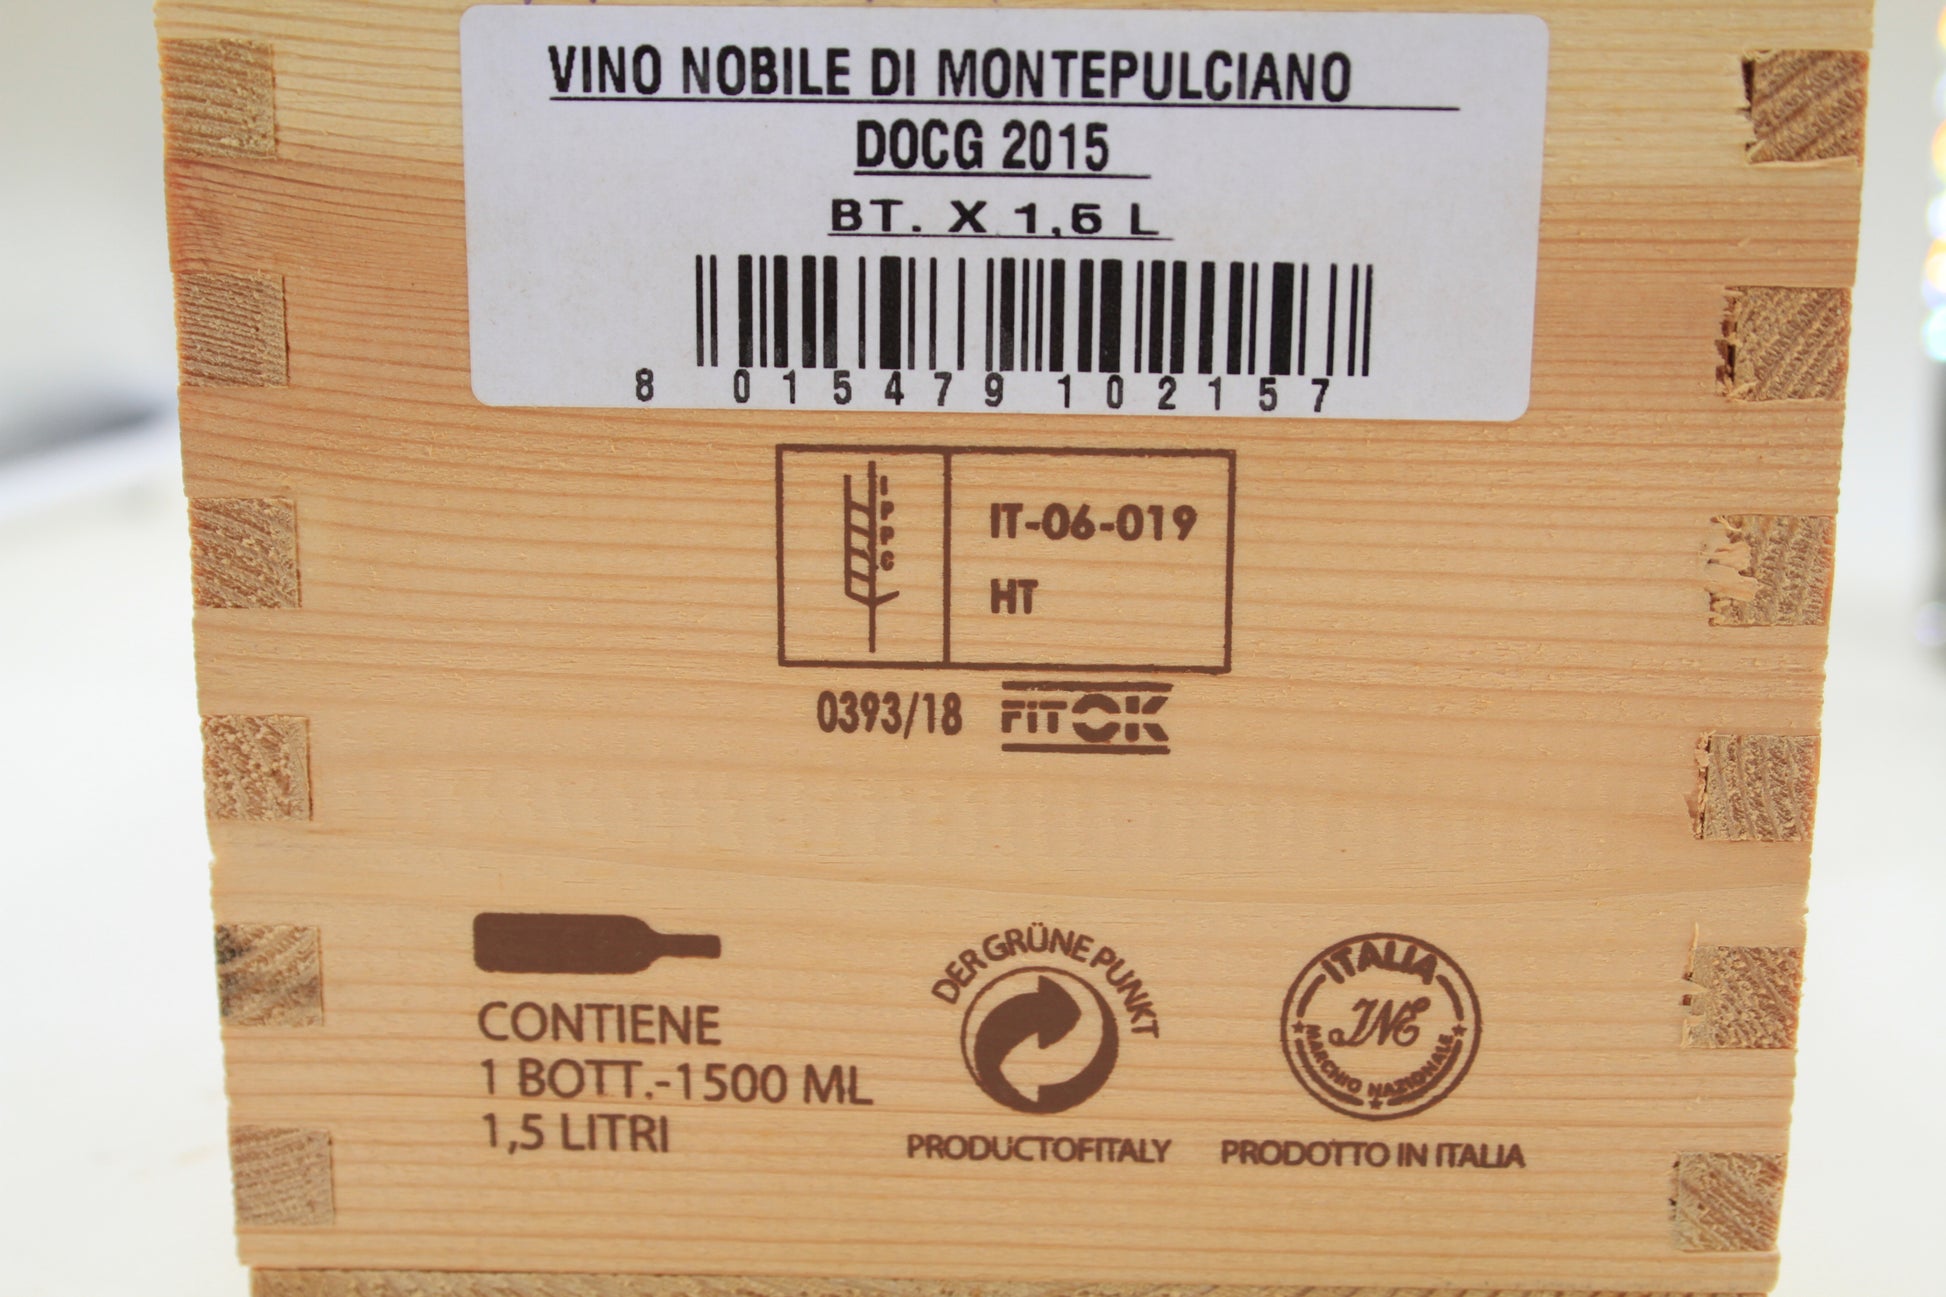 VINO NOBILE DI MONTEPULCIANO
DOCG 2015
BT. X 1,5 L
8 015479 102157
IPPC
IT-06-019
HT
0393/18 FITOK
CONTIENE
1 BOTT.-1500 ML
1,5 LITRI
DER GRÜNE PUNKT
PRODUCTOFITALY
ITALIA
INE
MARCHIO NAZIONALE
PRODOTTO IN ITALIA